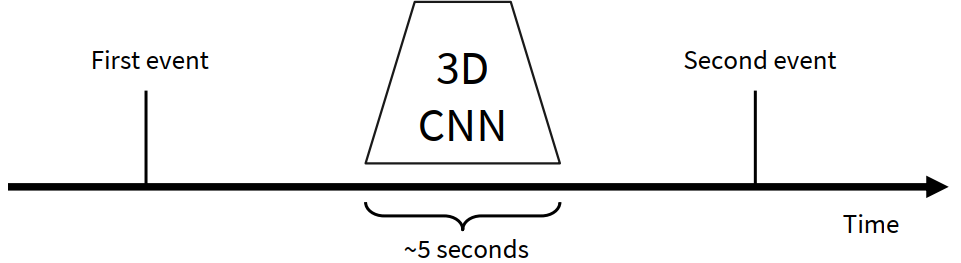 First event
3D
CNN
Second event
Time
~5 seconds